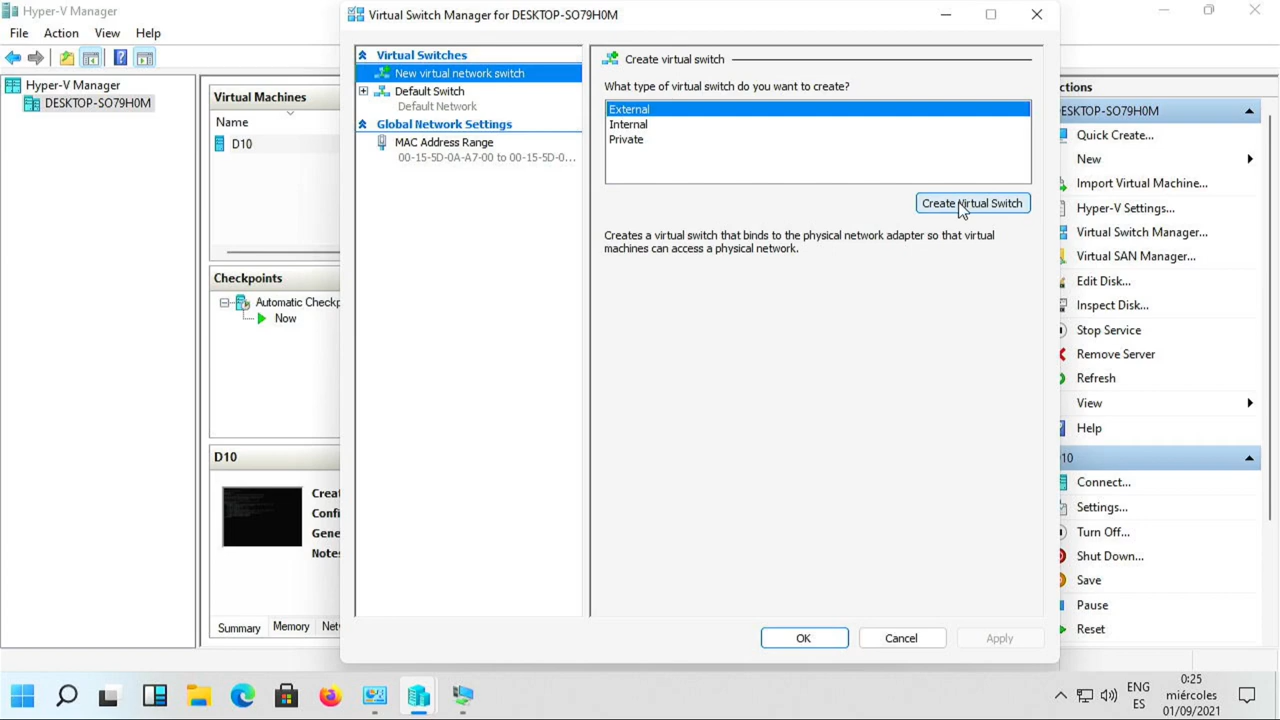 Hyper-V Manager
File Action View Help
Hyper-V Manager
DESKTOP-SO79H0M
Virtual Machines
Name
D10
Checkpoints
Automatic Checkp
Now
D10
Creat
Confi
Gene
Notes
Summary Memory Net
Virtual Switch Manager for DESKTOP-SO79H0M
Virtual Switches
New virtual network switch
Default Switch
Default Network
Global Network Settings
MAC Address Range
00-15-5D-0A-A7-00 to 00-15-5D-0...
Create virtual switch
What type of virtual switch do you want to create?
External
Internal
Private
Create Virtual Switch
Creates a virtual switch that binds to the physical network adapter so that virtual
machines can access a physical network.
OK Cancel Apply
ctions
ESKTOP-SO79H0M
Quick Create...
New
Import Virtual Machine...
Hyper-V Settings...
Virtual Switch Manager...
Virtual SAN Manager...
Edit Disk...
Inspect Disk...
Stop Service
Remove Server
Refresh
View
Help
10
Connect...
Settings...
Turn Off...
Shut Down...
Save
Pause
Reset
ENG
ES
0:25
miércoles
01/09/2021